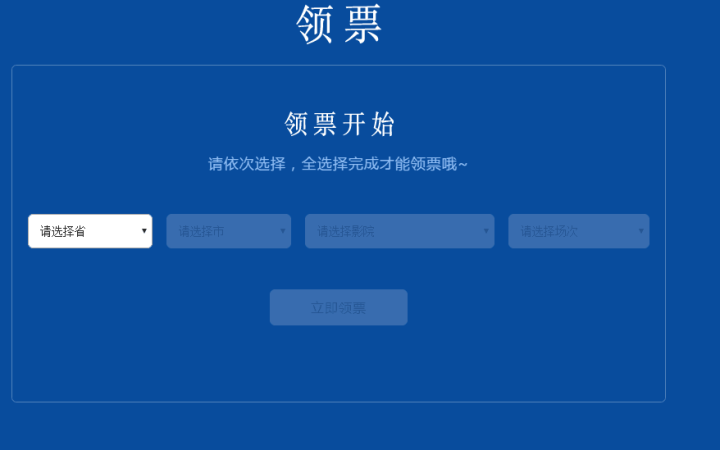 领票
领票开始
请依次选择，全选择完成才能领票哦~
请选择省 请选择市 请选择影院 请选择场次
立即领票